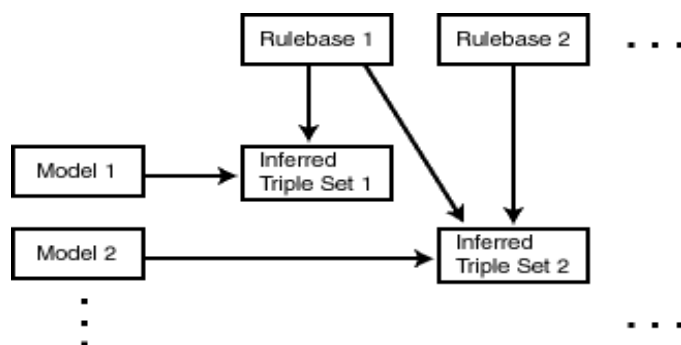 Rulebase 1
Rulebase 2
. . .
Model 1
Inferred
Triple Set 1
Model 2
Inferred
Triple Set 2
. . .